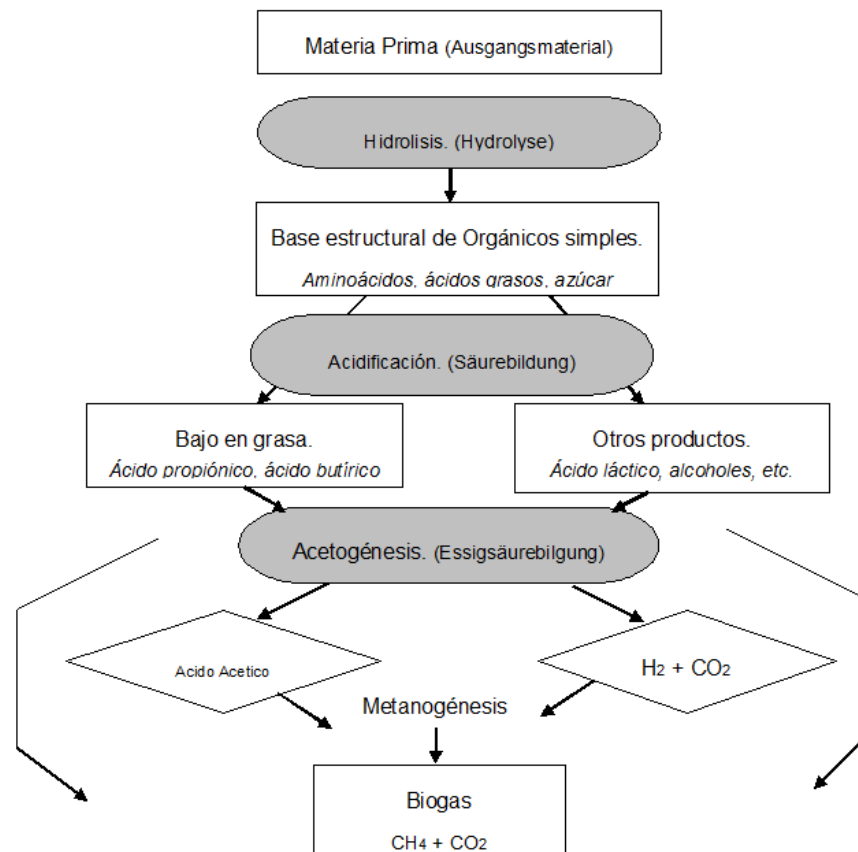 Materia Prima (Ausgangsmaterial)
Hidrolisis. (Hydrolyse)
Base estructural de Orgánicos simples.
Aminoácidos, ácidos grasos, azúcar
Acidificación. (Säurebildung)
Bajo en grasa.
Ácido propiónico, ácido butírico
Otros productos.
Ácido láctico, alcoholes, etc.
Acetogénesis. (Essigsäurebilgung)
Acido Acetico
H2 + CO2
Metanogénesis
Biogas
CH4 + CO2